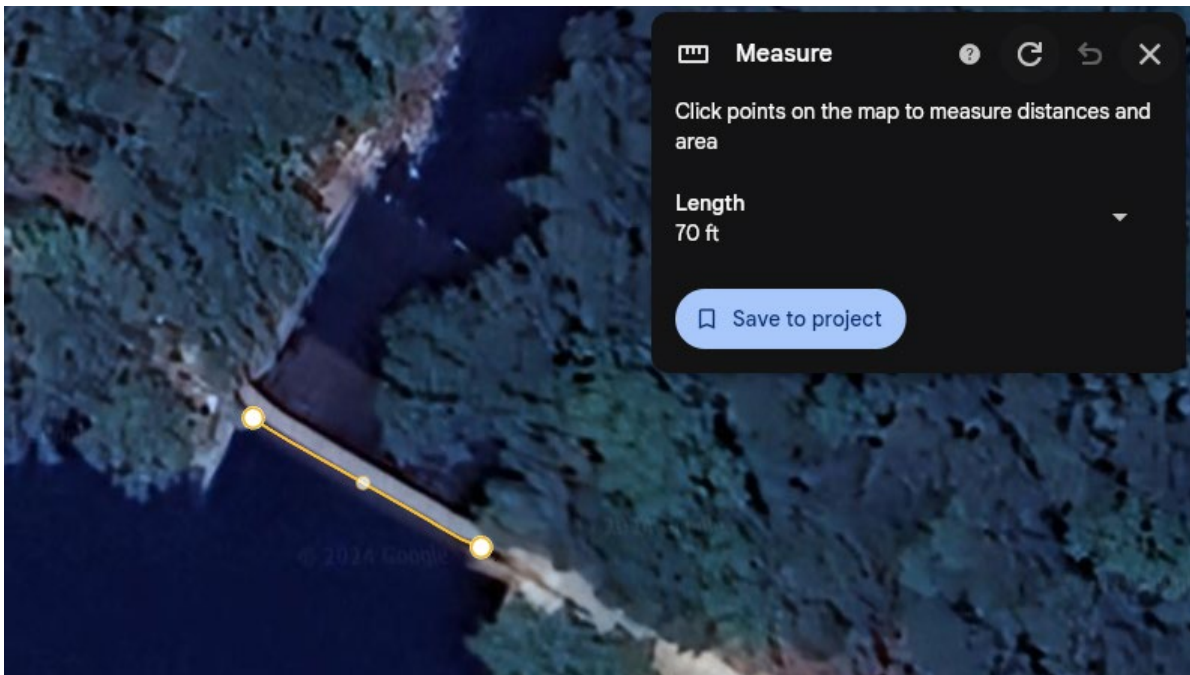 Measure
Click points on the map to measure distances and
area
Length
70 ft
Save to project
© 2024 Google